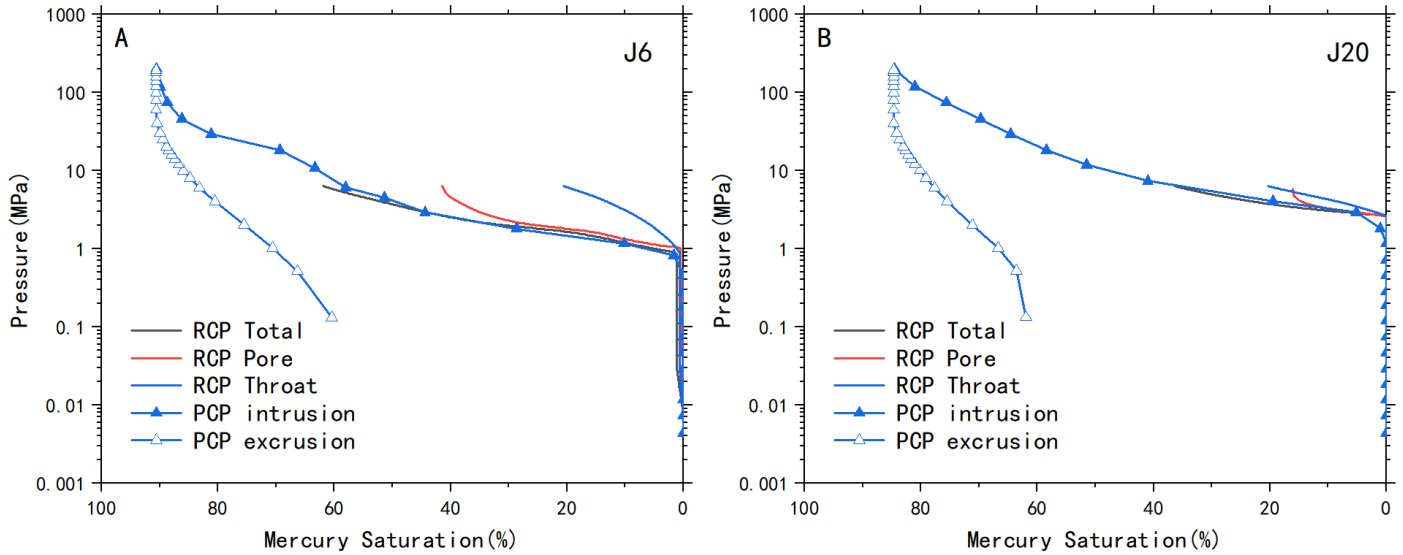 A
J6
1000
100
10
1
0.1
0.01
0.001
Pressure(MPa)
RCP Total
RCP Pore
RCP Throat
PCP intrusion
PCP excrusion
100
80
60
40
20
0
Mercury Saturation(%)
B
J20
1000
100
10
1
0.1
0.01
0.001
Pressure(MPa)
RCP Total
RCP Pore
RCP Throat
PCP intrusion
PCP excrusion
100
80
60
40
20
0
Mercury Saturation(%)